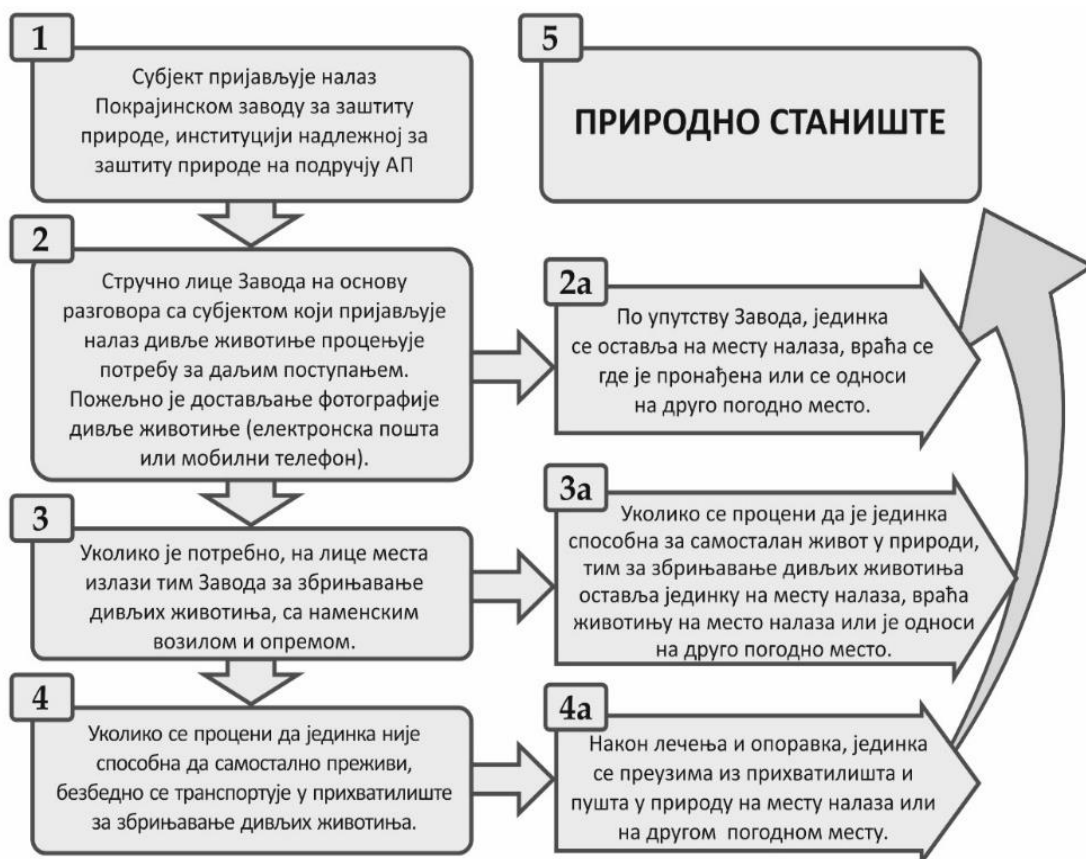 1
Субјект пријављује налаз
Покрајинском заводу за заштиту
природе, институцији надлежној за
заштиту природе на подручју АП
2
Стручно лице Завода на основу
разговора са субјектом који пријављује
налаз дивље животиње процењује
потребу за даљим поступањем.
Пожељно је достављање фотографије
дивље животиње (електронска пошта
или мобилни телефон).
2а
По упутству Завода, јединка
се оставља на месту налаза, враћа се
где је пронађена или се односи
на друго погодно место.
3
Уколико је потребно, на лице места
излази тим Завода за збрињавање
дивљих животиња, са наменским
возилом и опремом.
3а
Уколико се процени да је јединка
способна за самосталан живот у природи,
тим за збрињавање дивљих животиња
оставља јединку на месту налаза, враћа
животињу на место налаза или је односи
на друго погодно место.
4
Уколико се процени да јединка није
способна да самостално преживи,
безбедно се транспортује у прихватилиште
за збрињавање дивљих животиња.
4а
Након лечења и опоравка, јединка
се преузима из прихватилишта и
пушта у природу на месту налаза или
на другом погодном месту.
5
ПРИРОДНО СТАНИШТЕ